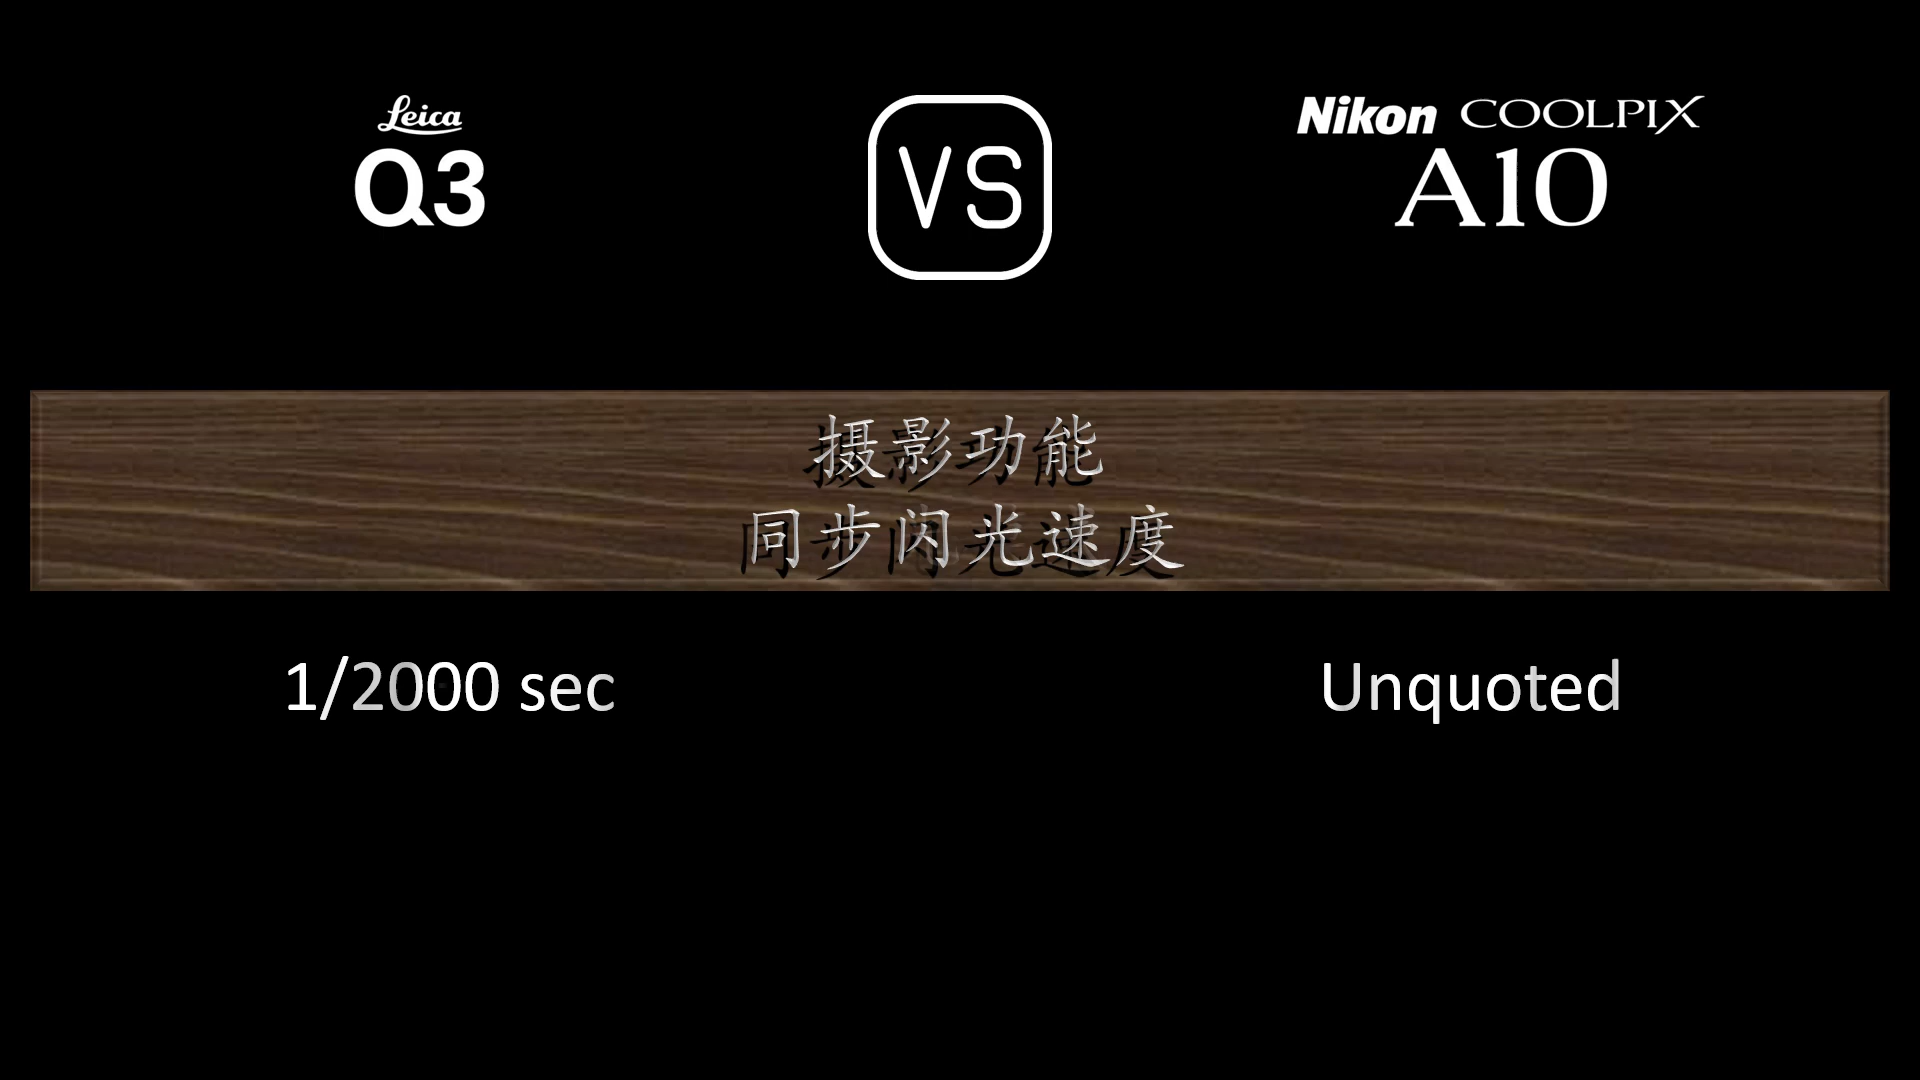 Leica
Q3
VS
Nikon COOLPIX
A10
摄影功能
同步闪光速度
1/2000 sec
Unquoted